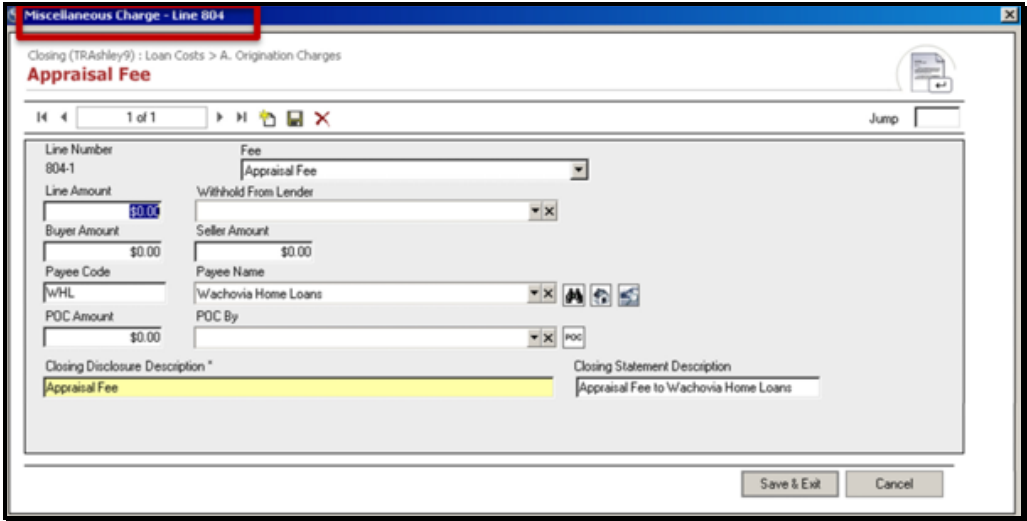 Miscellaneous Charge - Line 804
Closing (TRAshley9) : Loan Costs > A. Origination Charges
Appraisal Fee
1 of 1
Jump
Line Number Fee
804-1 Appraisal Fee
Line Amount Withhold From Lender
$0.00
Buyer Amount Seller Amount
$0.00 $0.00
Payee Code Payee Name
WHL Wachovia Home Loans
POC Amount POC By
$0.00 POC
Closing Disclosure Description * Closing Statement Description
Appraisal Fee Appraisal Fee to Wachovia Home Loans
Save & Exit Cancel